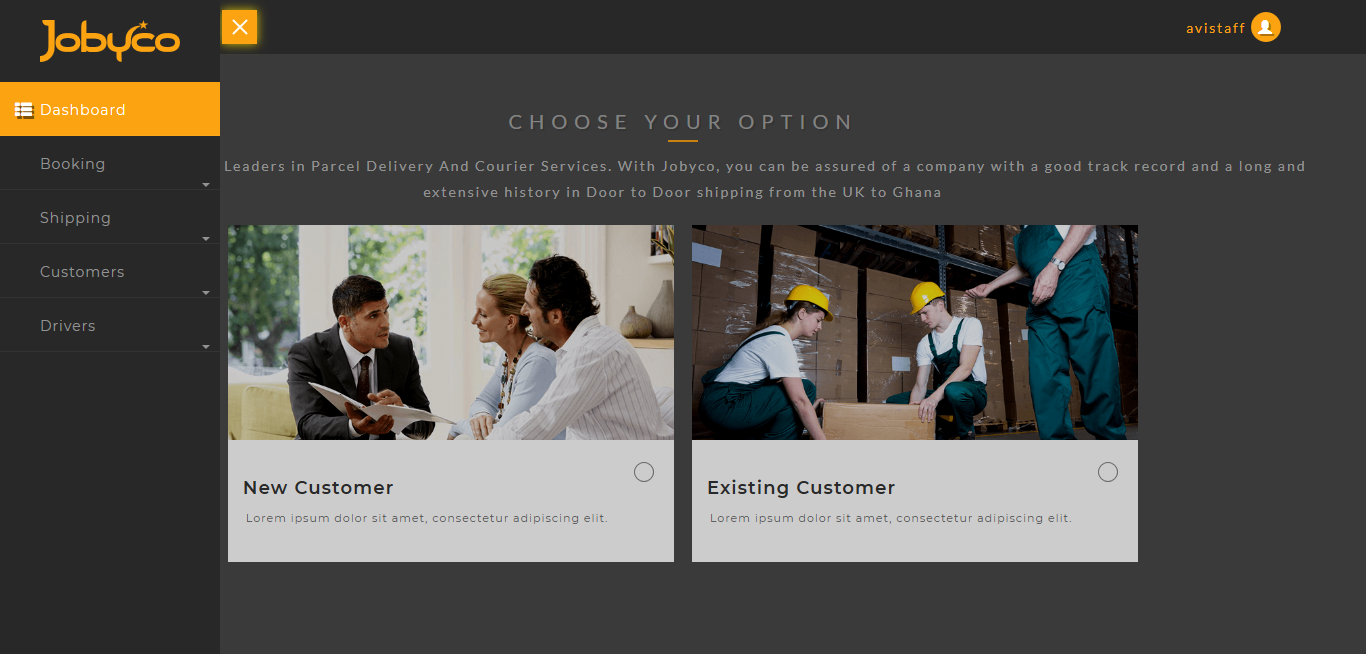 Jobyco
avistaff
Dashboard
Booking
Shipping
Customers
Drivers
CHOOSE YOUR OPTION
Leaders in Parcel Delivery And Courier Services. With Jobyco, you can be assured of a company with a good track record and a long and
extensive history in Door to Door shipping from the UK to Ghana
New Customer
Lorem ipsum dolor sit amet, consectetur adipiscing elit.
Existing Customer
Lorem ipsum dolor sit amet, consectetur adipiscing elit.